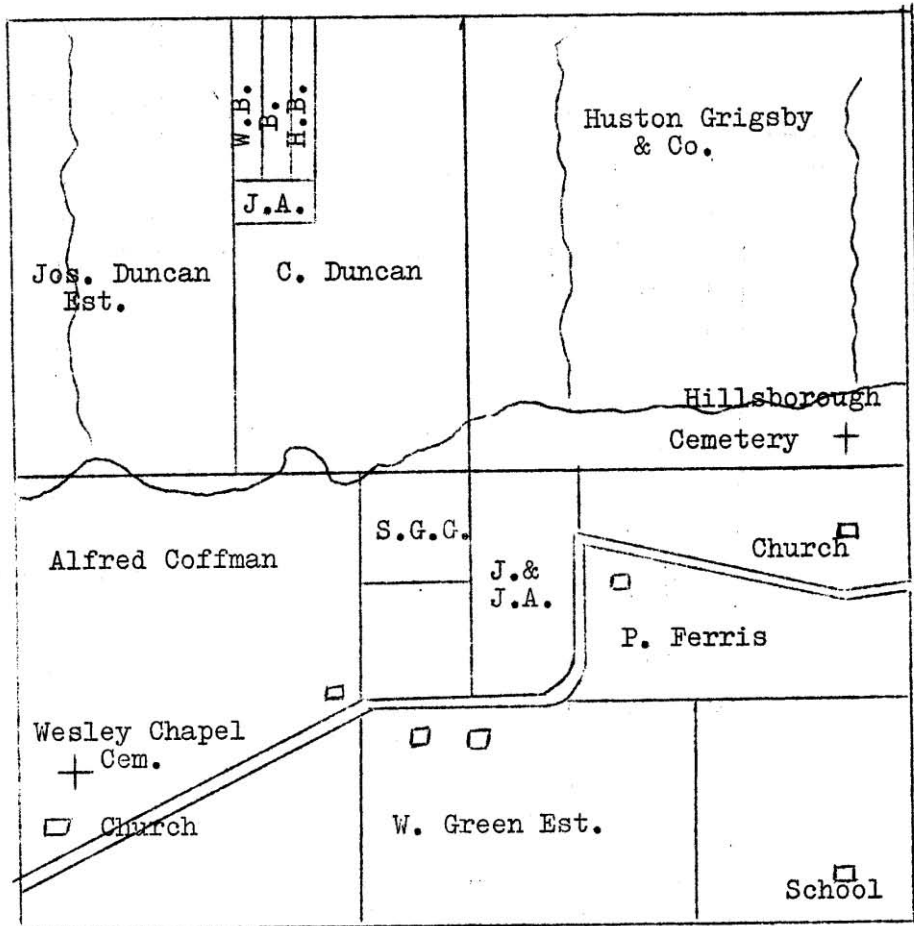 W.B.
B.
H.B.
Huston Grigsby
& Co.
J.A.
Jos. Duncan
Est.
C. Duncan
Hillsborough
Cemetery
S.G.G.
Alfred Coffman
J.&
J.A.
Church
P. Ferris
Wesley Chapel
Cem.
Church
W. Green Est.
School